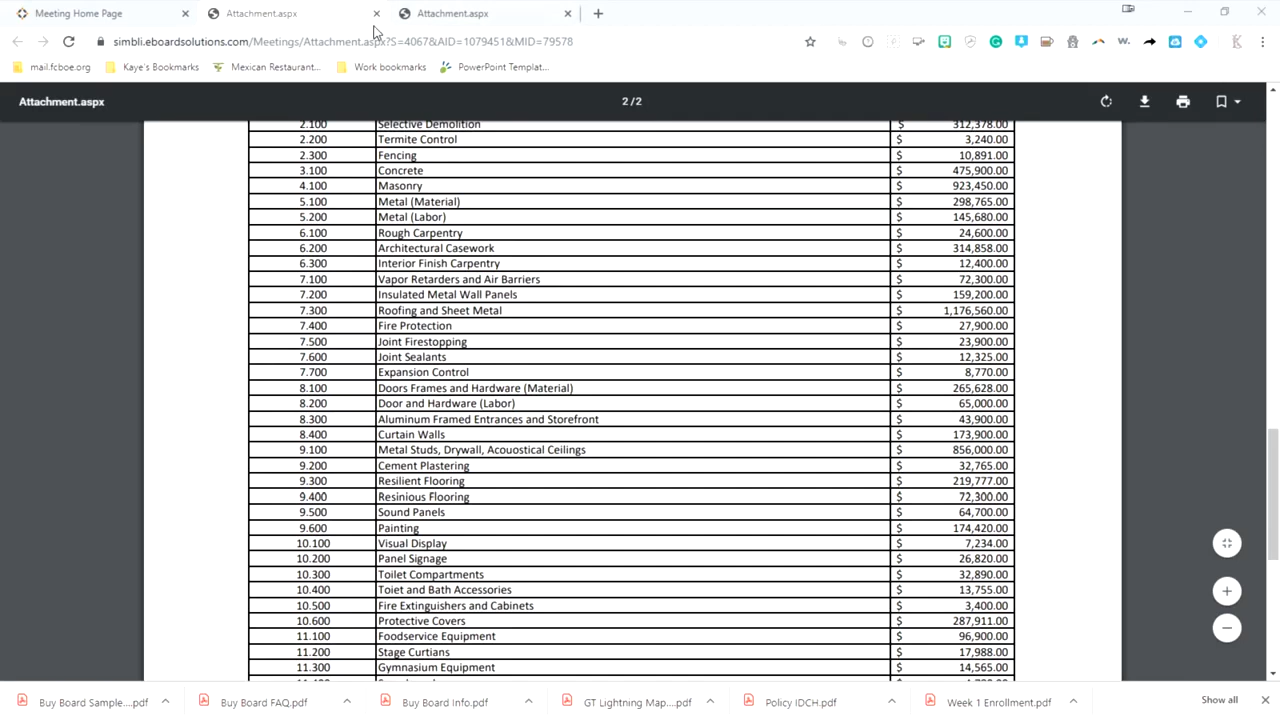 Meeting Home Page Attachment.aspx Attachment.aspx
simbli.eboardsolutions.com/Meetings/Attachment.aspx?S=4067&AID=1079451&MID=79578
mail.fcboe.org Kaye's Bookmarks Mexican Restaurant... Work bookmarks PowerPoint Templat...
Attachment.aspx 2 / 2
2.100 Selective Demolition $ 312,378.00
2.200 Termite Control $ 3,240.00
2.300 Fencing $ 10,891.00
3.100 Concrete $ 475,900.00
4.100 Masonry $ 923,450.00
5.100 Metal (Material) $ 298,765.00
5.200 Metal (Labor) $ 145,680.00
6.100 Rough Carpentry $ 24,600.00
6.200 Architectural Casework $ 314,858.00
6.300 Interior Finish Carpentry $ 12,400.00
7.100 Vapor Retarders and Air Barriers $ 72,300.00
7.200 Insulated Metal Wall Panels $ 159,200.00
7.300 Roofing and Sheet Metal $ 1,176,560.00
7.400 Fire Protection $ 27,900.00
7.500 Joint Firestopping $ 23,900.00
7.600 Joint Sealants $ 12,325.00
7.700 Expansion Control $ 8,770.00
8.100 Doors Frames and Hardware (Material) $ 265,628.00
8.200 Door and Hardware (Labor) $ 65,000.00
8.300 Aluminum Framed Entrances and Storefront $ 43,900.00
8.400 Curtain Walls $ 173,900.00
9.100 Metal Studs, Drywall, Acouostical Ceilings $ 856,000.00
9.200 Cement Plastering $ 32,765.00
9.300 Resilient Flooring $ 219,777.00
9.400 Resinious Flooring $ 72,300.00
9.500 Sound Panels $ 64,700.00
9.600 Painting $ 174,420.00
10.100 Visual Display $ 7,234.00
10.200 Panel Signage $ 26,820.00
10.300 Toilet Compartments $ 32,890.00
10.400 Toiet and Bath Accessories $ 13,755.00
10.500 Fire Extinguishers and Cabinets $ 3,400.00
10.600 Protective Covers $ 287,911.00
11.100 Foodservice Equipment $ 96,900.00
11.200 Stage Curtians $ 17,988.00
11.300 Gymnasium Equipment $ 14,565.00
Buy Board Sample....pdf Buy Board FAQ.pdf Buy Board Info.pdf GT Lightning Map....pdf Policy IDCH.pdf Week 1 Enrollment.pdf Show all